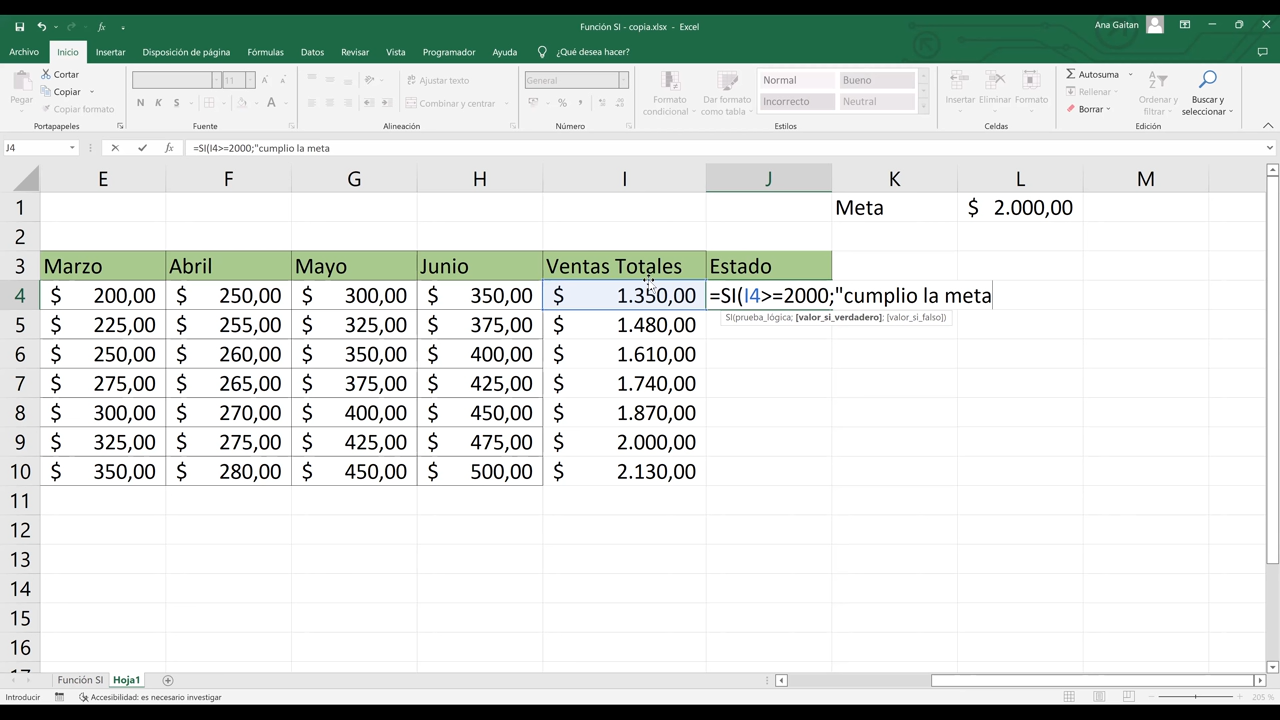 Función SI - copia.xlsx - Excel
Ana Gaitan
Archivo Inicio Insertar Disposición de página Fórmulas Datos Revisar Vista Programador Ayuda ¿Qué desea hacer?
Pegar
Cortar
Copiar
Copiar formato
Portapapeles
11
N K S
Fuente
Ajustar texto
Combinar y centrar
Alineación
General
Número
Formato condicional
Dar formato como tabla
Normal Bueno
Incorrecto Neutral
Estilos
Insertar Eliminar Formato
Celdas
Autosuma
Rellenar
Borrar
Ordenar y filtrar
Buscar y seleccionar
Edición
J4 fx =SI(I4>=2000;"cumplio la meta
E F G H I J K L M
1 Meta $ 2.000,00
2
3 Marzo Abril Mayo Junio Ventas Totales Estado
4 $ 200,00 $ 250,00 $ 300,00 $ 350,00 $ 1.350,00 =SI(I4>=2000;"cumplio la meta
SI(prueba_lógica; [valor_si_verdadero]; [valor_si_falso])
5 $ 225,00 $ 255,00 $ 325,00 $ 375,00 $ 1.480,00
6 $ 250,00 $ 260,00 $ 350,00 $ 400,00 $ 1.610,00
7 $ 275,00 $ 265,00 $ 375,00 $ 425,00 $ 1.740,00
8 $ 300,00 $ 270,00 $ 400,00 $ 450,00 $ 1.870,00
9 $ 325,00 $ 275,00 $ 425,00 $ 475,00 $ 2.000,00
10 $ 350,00 $ 280,00 $ 450,00 $ 500,00 $ 2.130,00
11
12
13
14
15
16
Función SI Hoja1
Introducir Accesibilidad: es necesario investigar 205 %